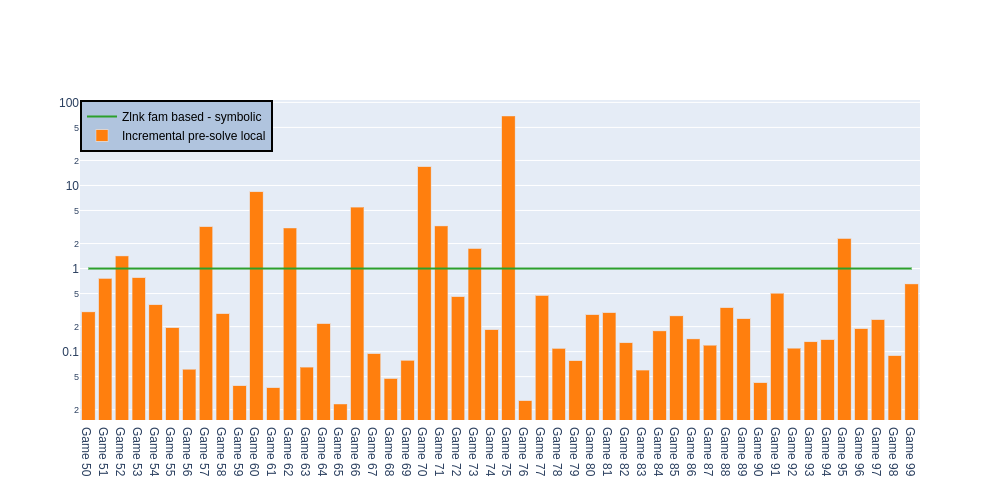 100
5
2
10
5
2
1
5
2
0.1
5
2
Zlnk fam based - symbolic
Incremental pre-solve local
Game 50
Game 51
Game 52
Game 53
Game 54
Game 55
Game 56
Game 57
Game 58
Game 59
Game 60
Game 61
Game 62
Game 63
Game 64
Game 65
Game 66
Game 67
Game 68
Game 69
Game 70
Game 71
Game 72
Game 73
Game 74
Game 75
Game 76
Game 77
Game 78
Game 79
Game 80
Game 81
Game 82
Game 83
Game 84
Game 85
Game 86
Game 87
Game 88
Game 89
Game 90
Game 91
Game 92
Game 93
Game 94
Game 95
Game 96
Game 97
Game 98
Game 99